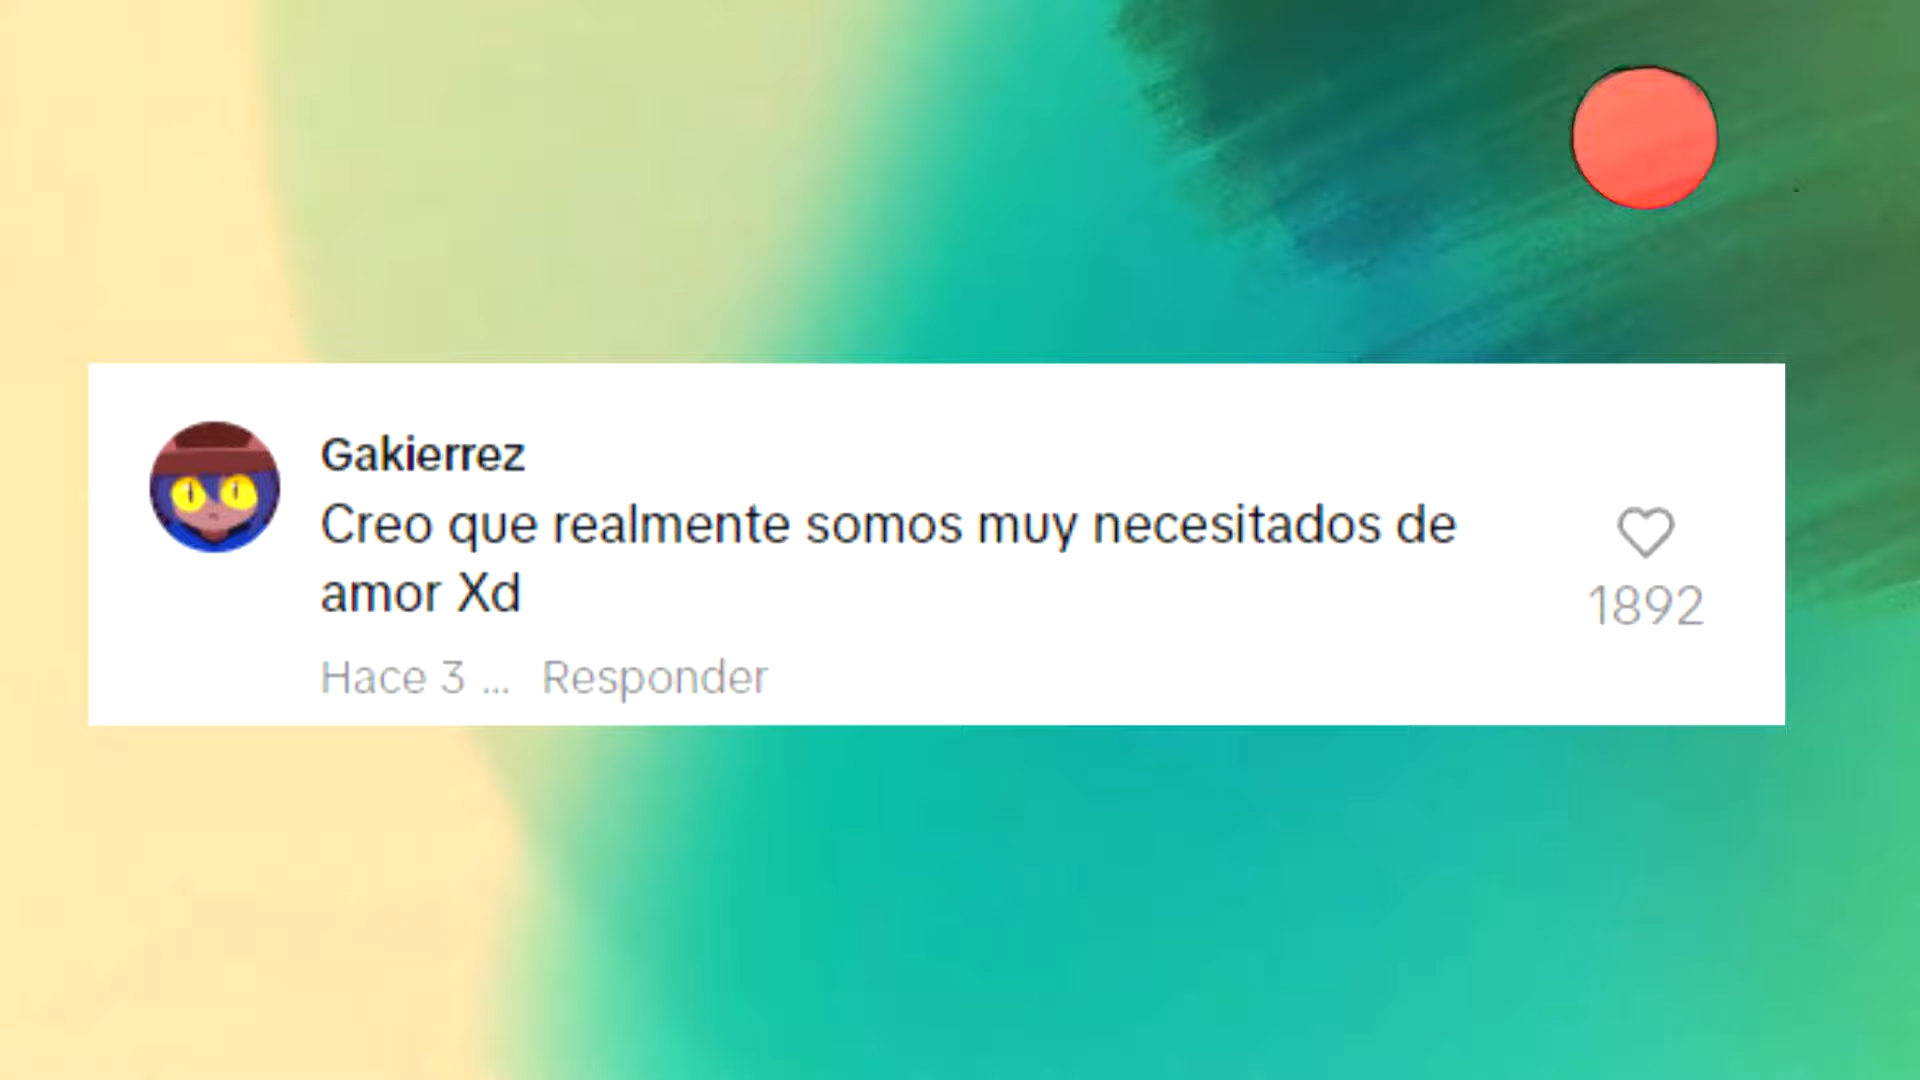 Gakierrez
Creo que realmente somos muy necesitados de
amor Xd
1892
Hace 3 ... Responder